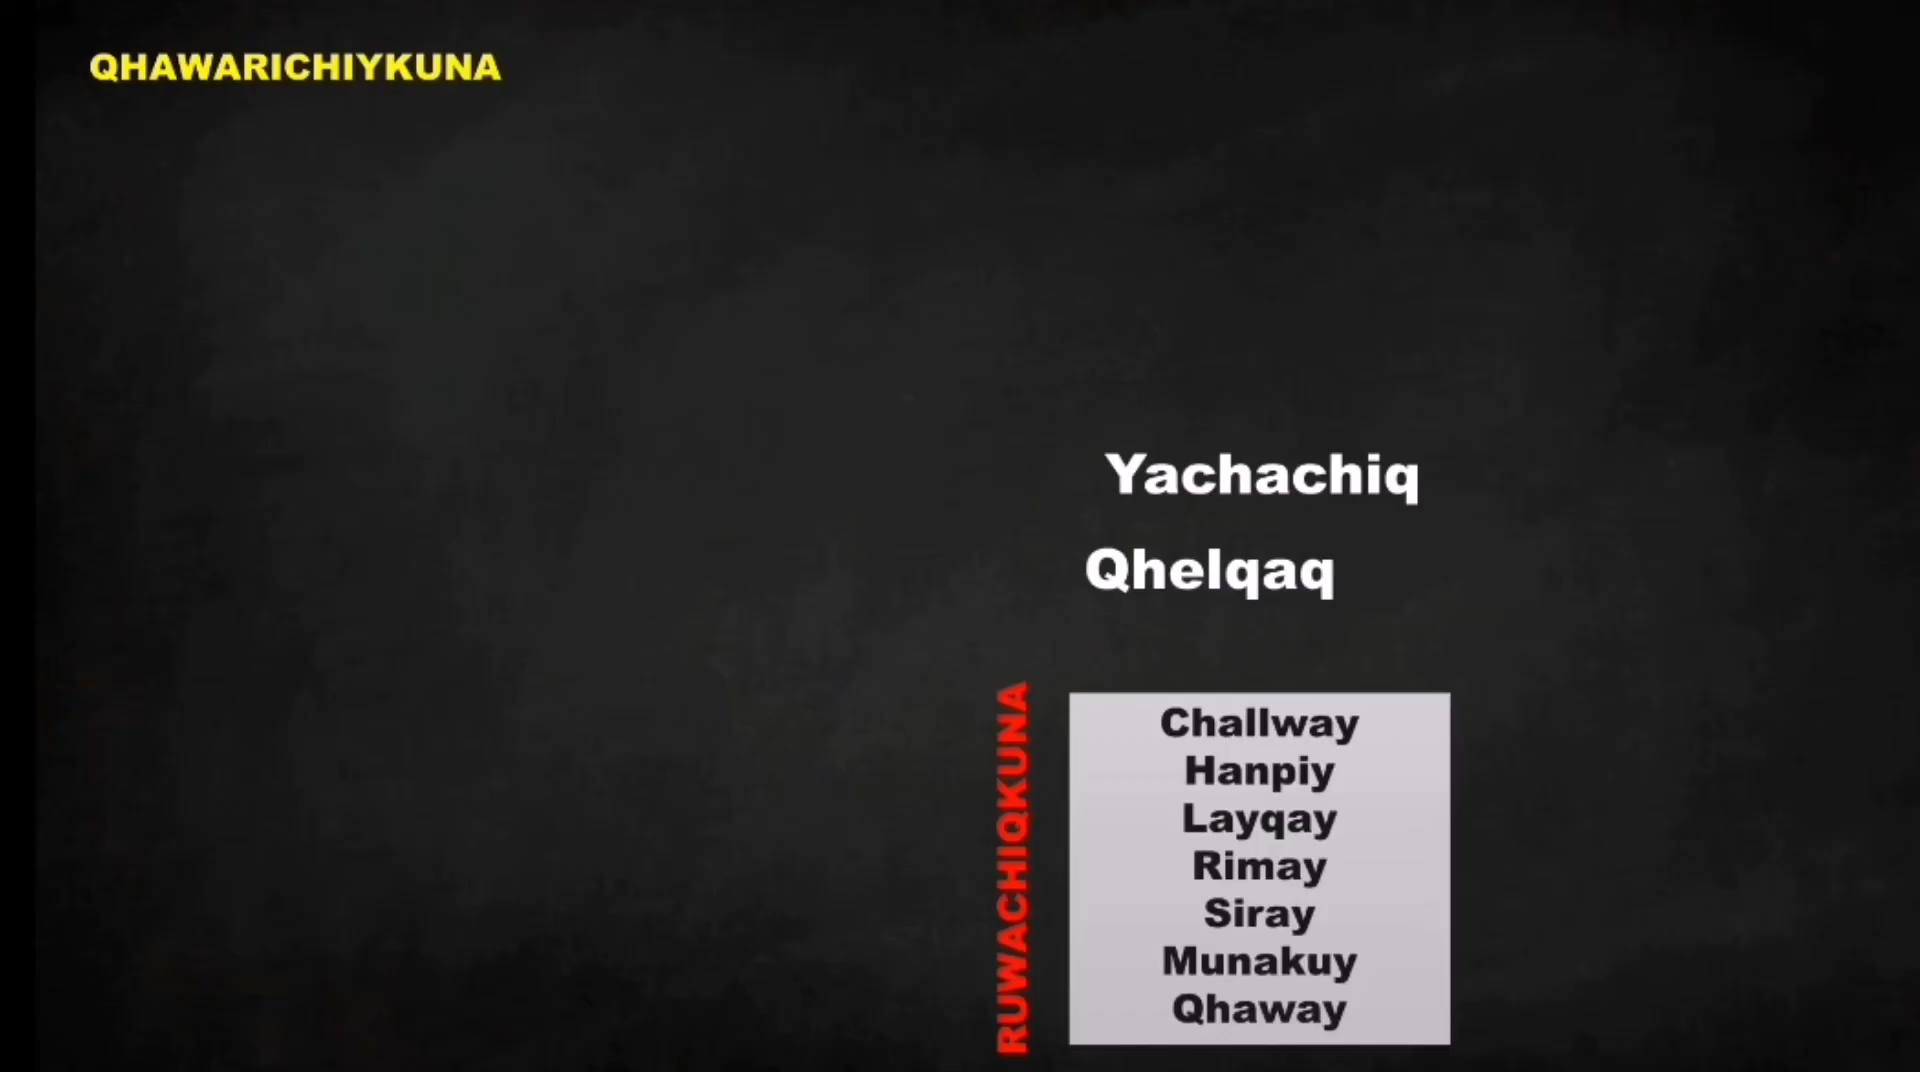 QHAWARICHIYKUNA
Yachachiq
Qhelqaq
RUWACHIQKUNA
Challway
Hanpiy
Layqay
Rimay
Siray
Munakuy
Qhaway